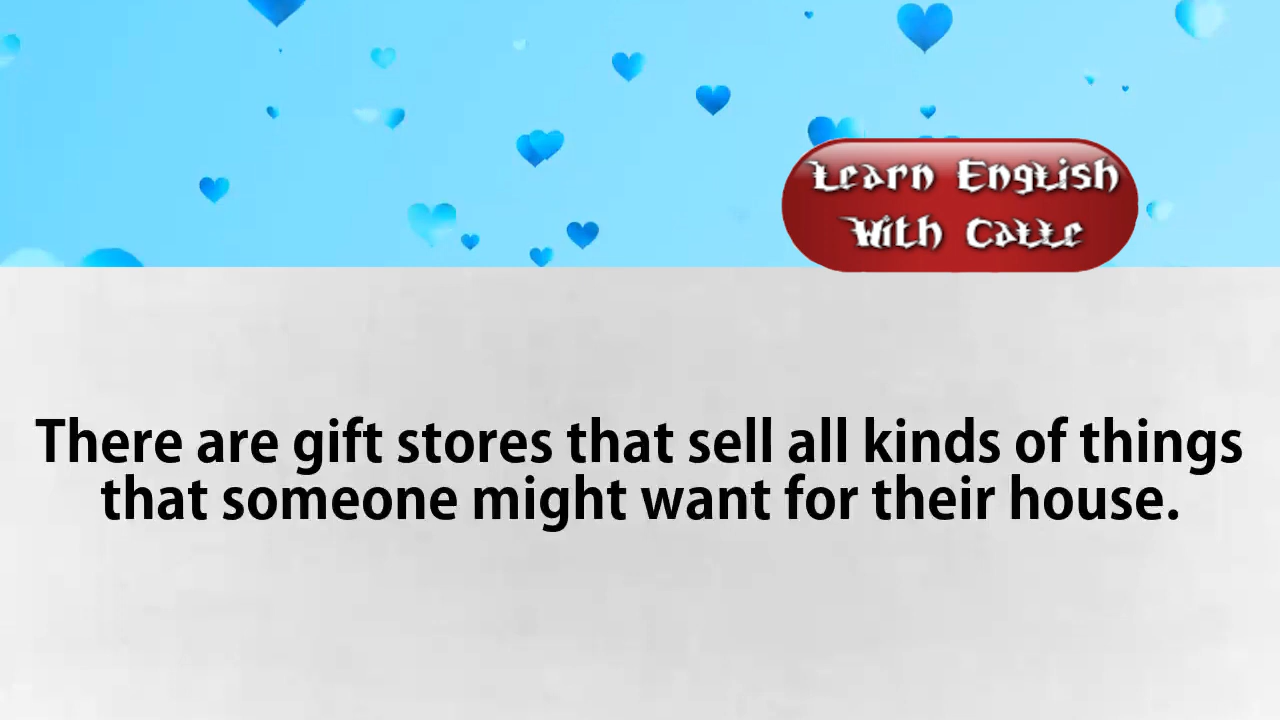 Learn English
With Catte
There are gift stores that sell all kinds of things
that someone might want for their house.